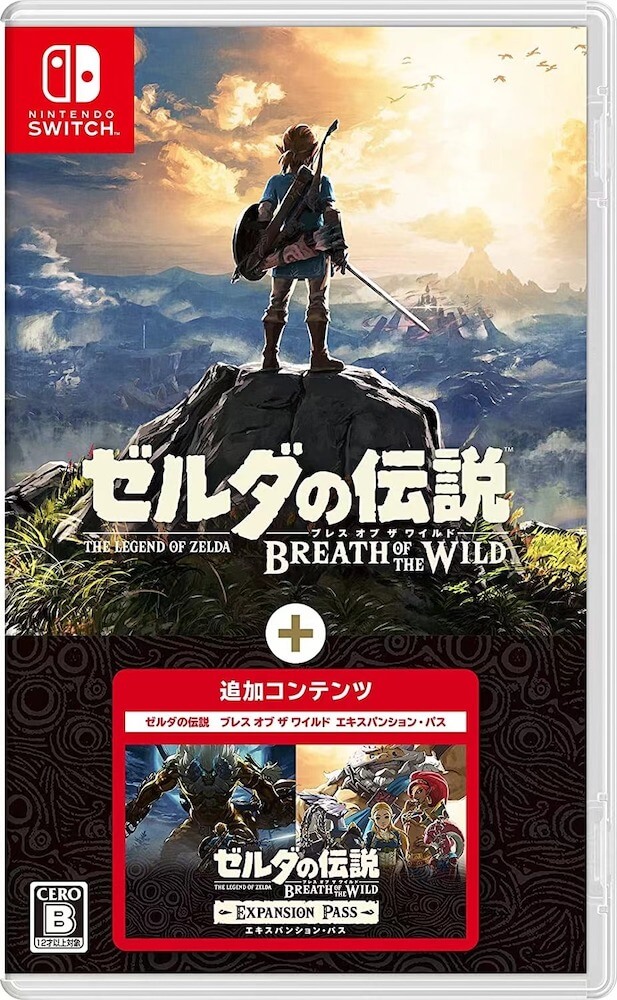 NINTENDO
SWITCH™
ゼルダの伝説™
ブレス オブ ザ ワイルド
THE LEGEND OF ZELDA
BREATH OF THE WILD
+
追加コンテンツ
ゼルダの伝説 ブレス オブ ザ ワイルド エキスパンション・パス
ゼルダの伝説
ブレス オブ ザ ワイルド
THE LEGEND OF ZELDA
BREATH OF THE WILD
EXPANSION PASS
エキスパンション・パス
CERO
B
12才以上対象